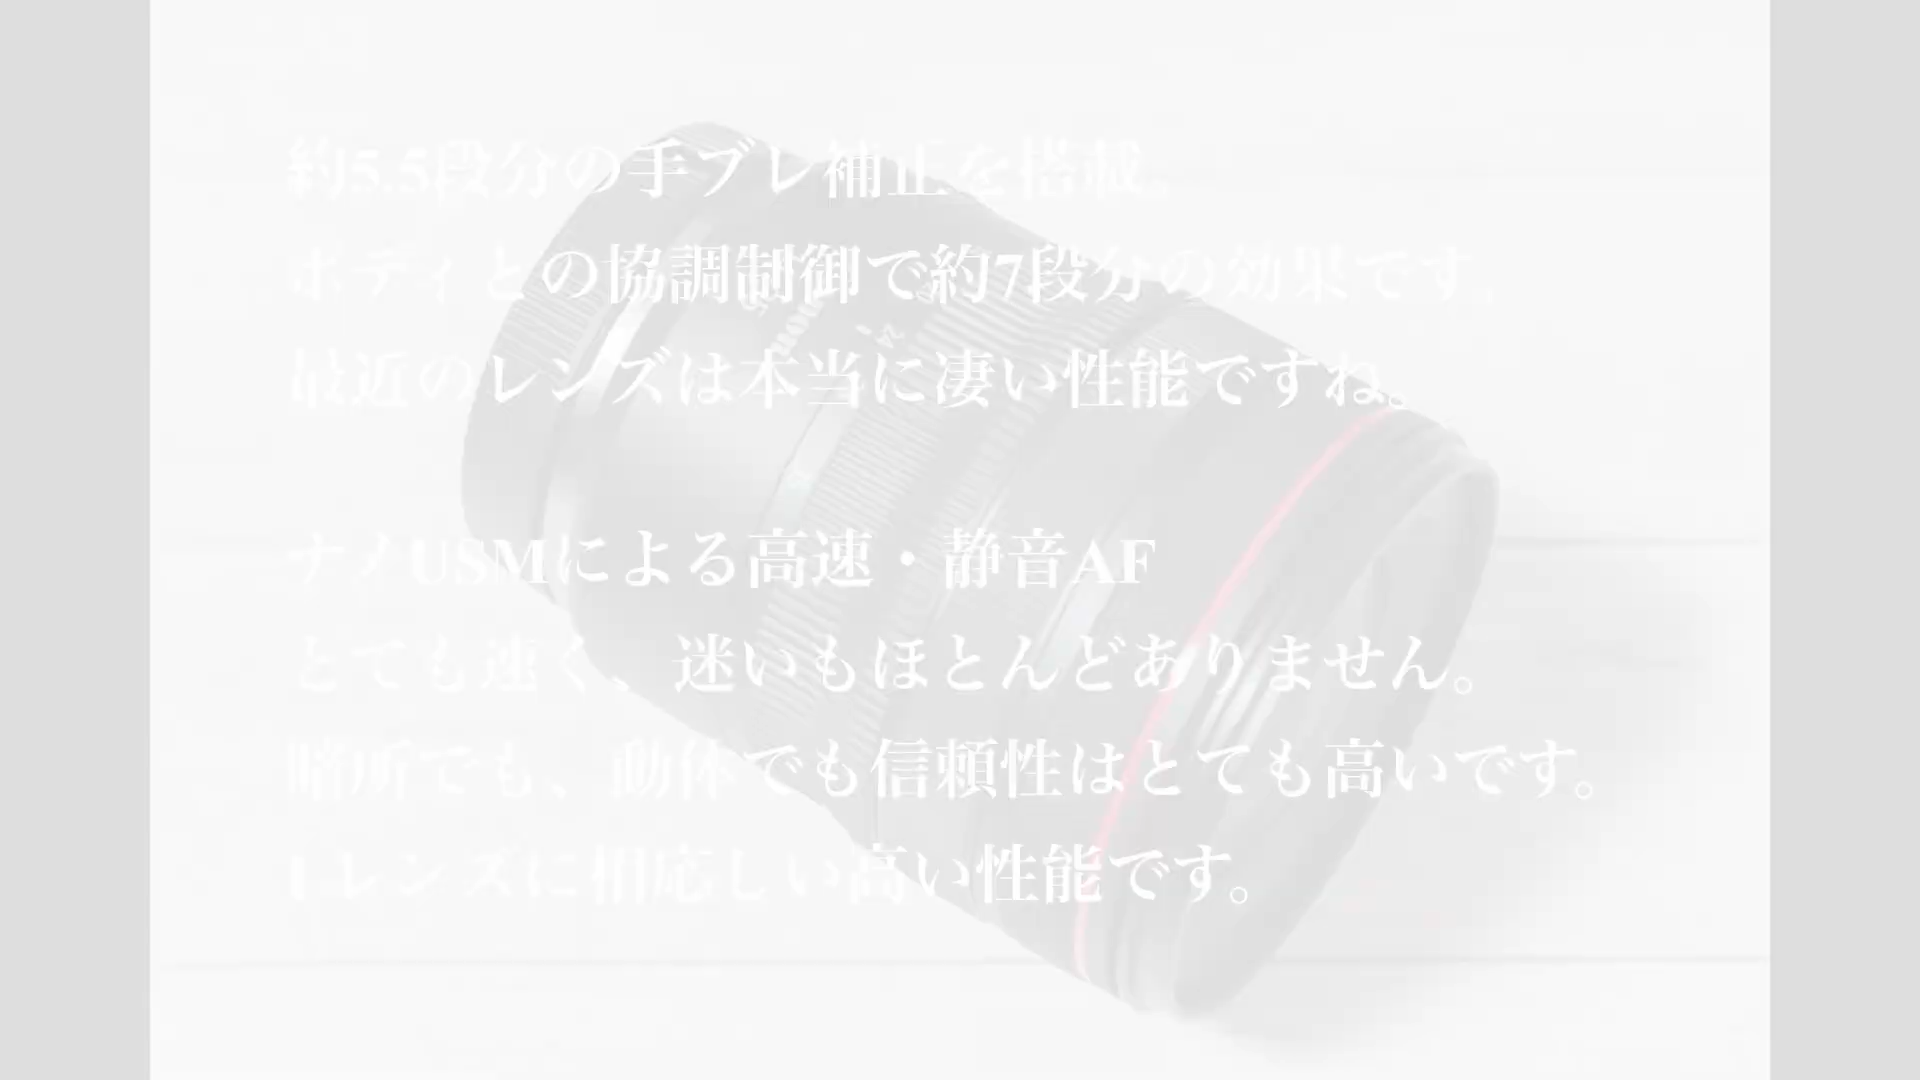 約5.5段分の手ブレ補正を搭載。
ボディとの協調制御で約7段分の効果です。
最近のレンズは本当に凄い性能ですね。
ナノUSMによる高速・静音AF
とても速く、迷いもほとんどありません。
暗所でも、動体でも信頼性はとても高いです。
Lレンズに相応しい高い性能です。
24